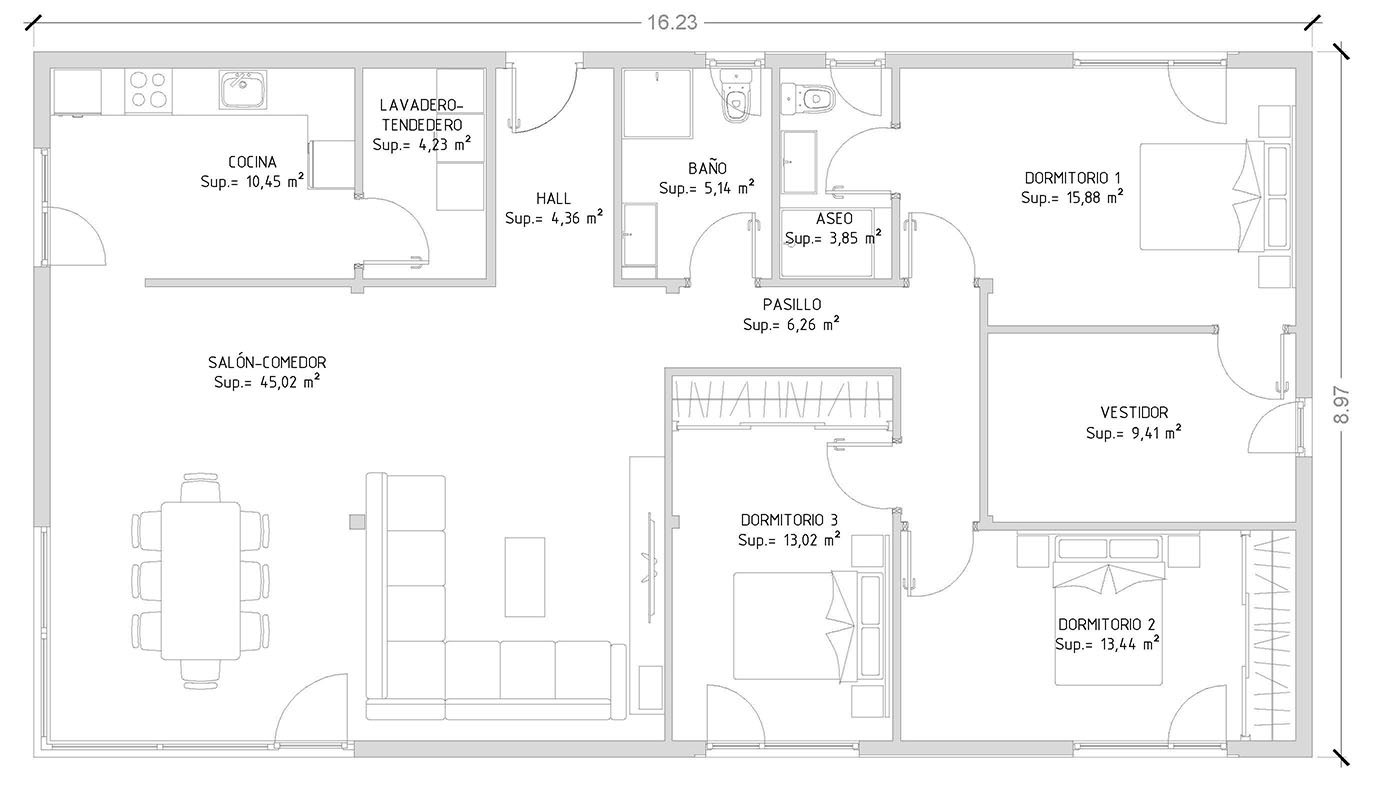 16.23
LAVADERO-
TENDEDERO
Sup.= 4,23 m²
COCINA
Sup.= 10,45 m²
HALL
Sup.= 4,36 m²
BAÑO
Sup.= 5,14 m²
ASEO
Sup.= 3,85 m²
DORMITORIO 1
Sup.= 15,88 m²
PASILLO
Sup.= 6,26 m²
SALÓN-COMEDOR
Sup.= 45,02 m²
VESTIDOR
Sup.= 9,41 m²
8.97
DORMITORIO 3
Sup.= 13,02 m²
DORMITORIO 2
Sup.= 13,44 m²